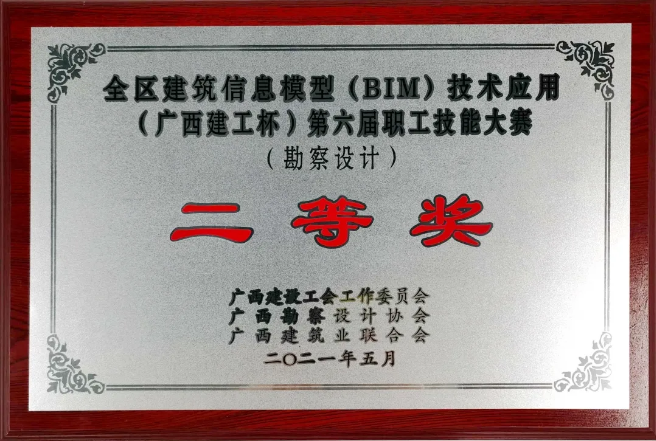 全区建筑信息模型（BIM）技术应用
（广西建工杯）第六届职工技能大赛
（勘察设计）
二等奖
广西建设工会工作委员会
广西勘察设计协会
广西建筑业联合会
二〇二一年五月